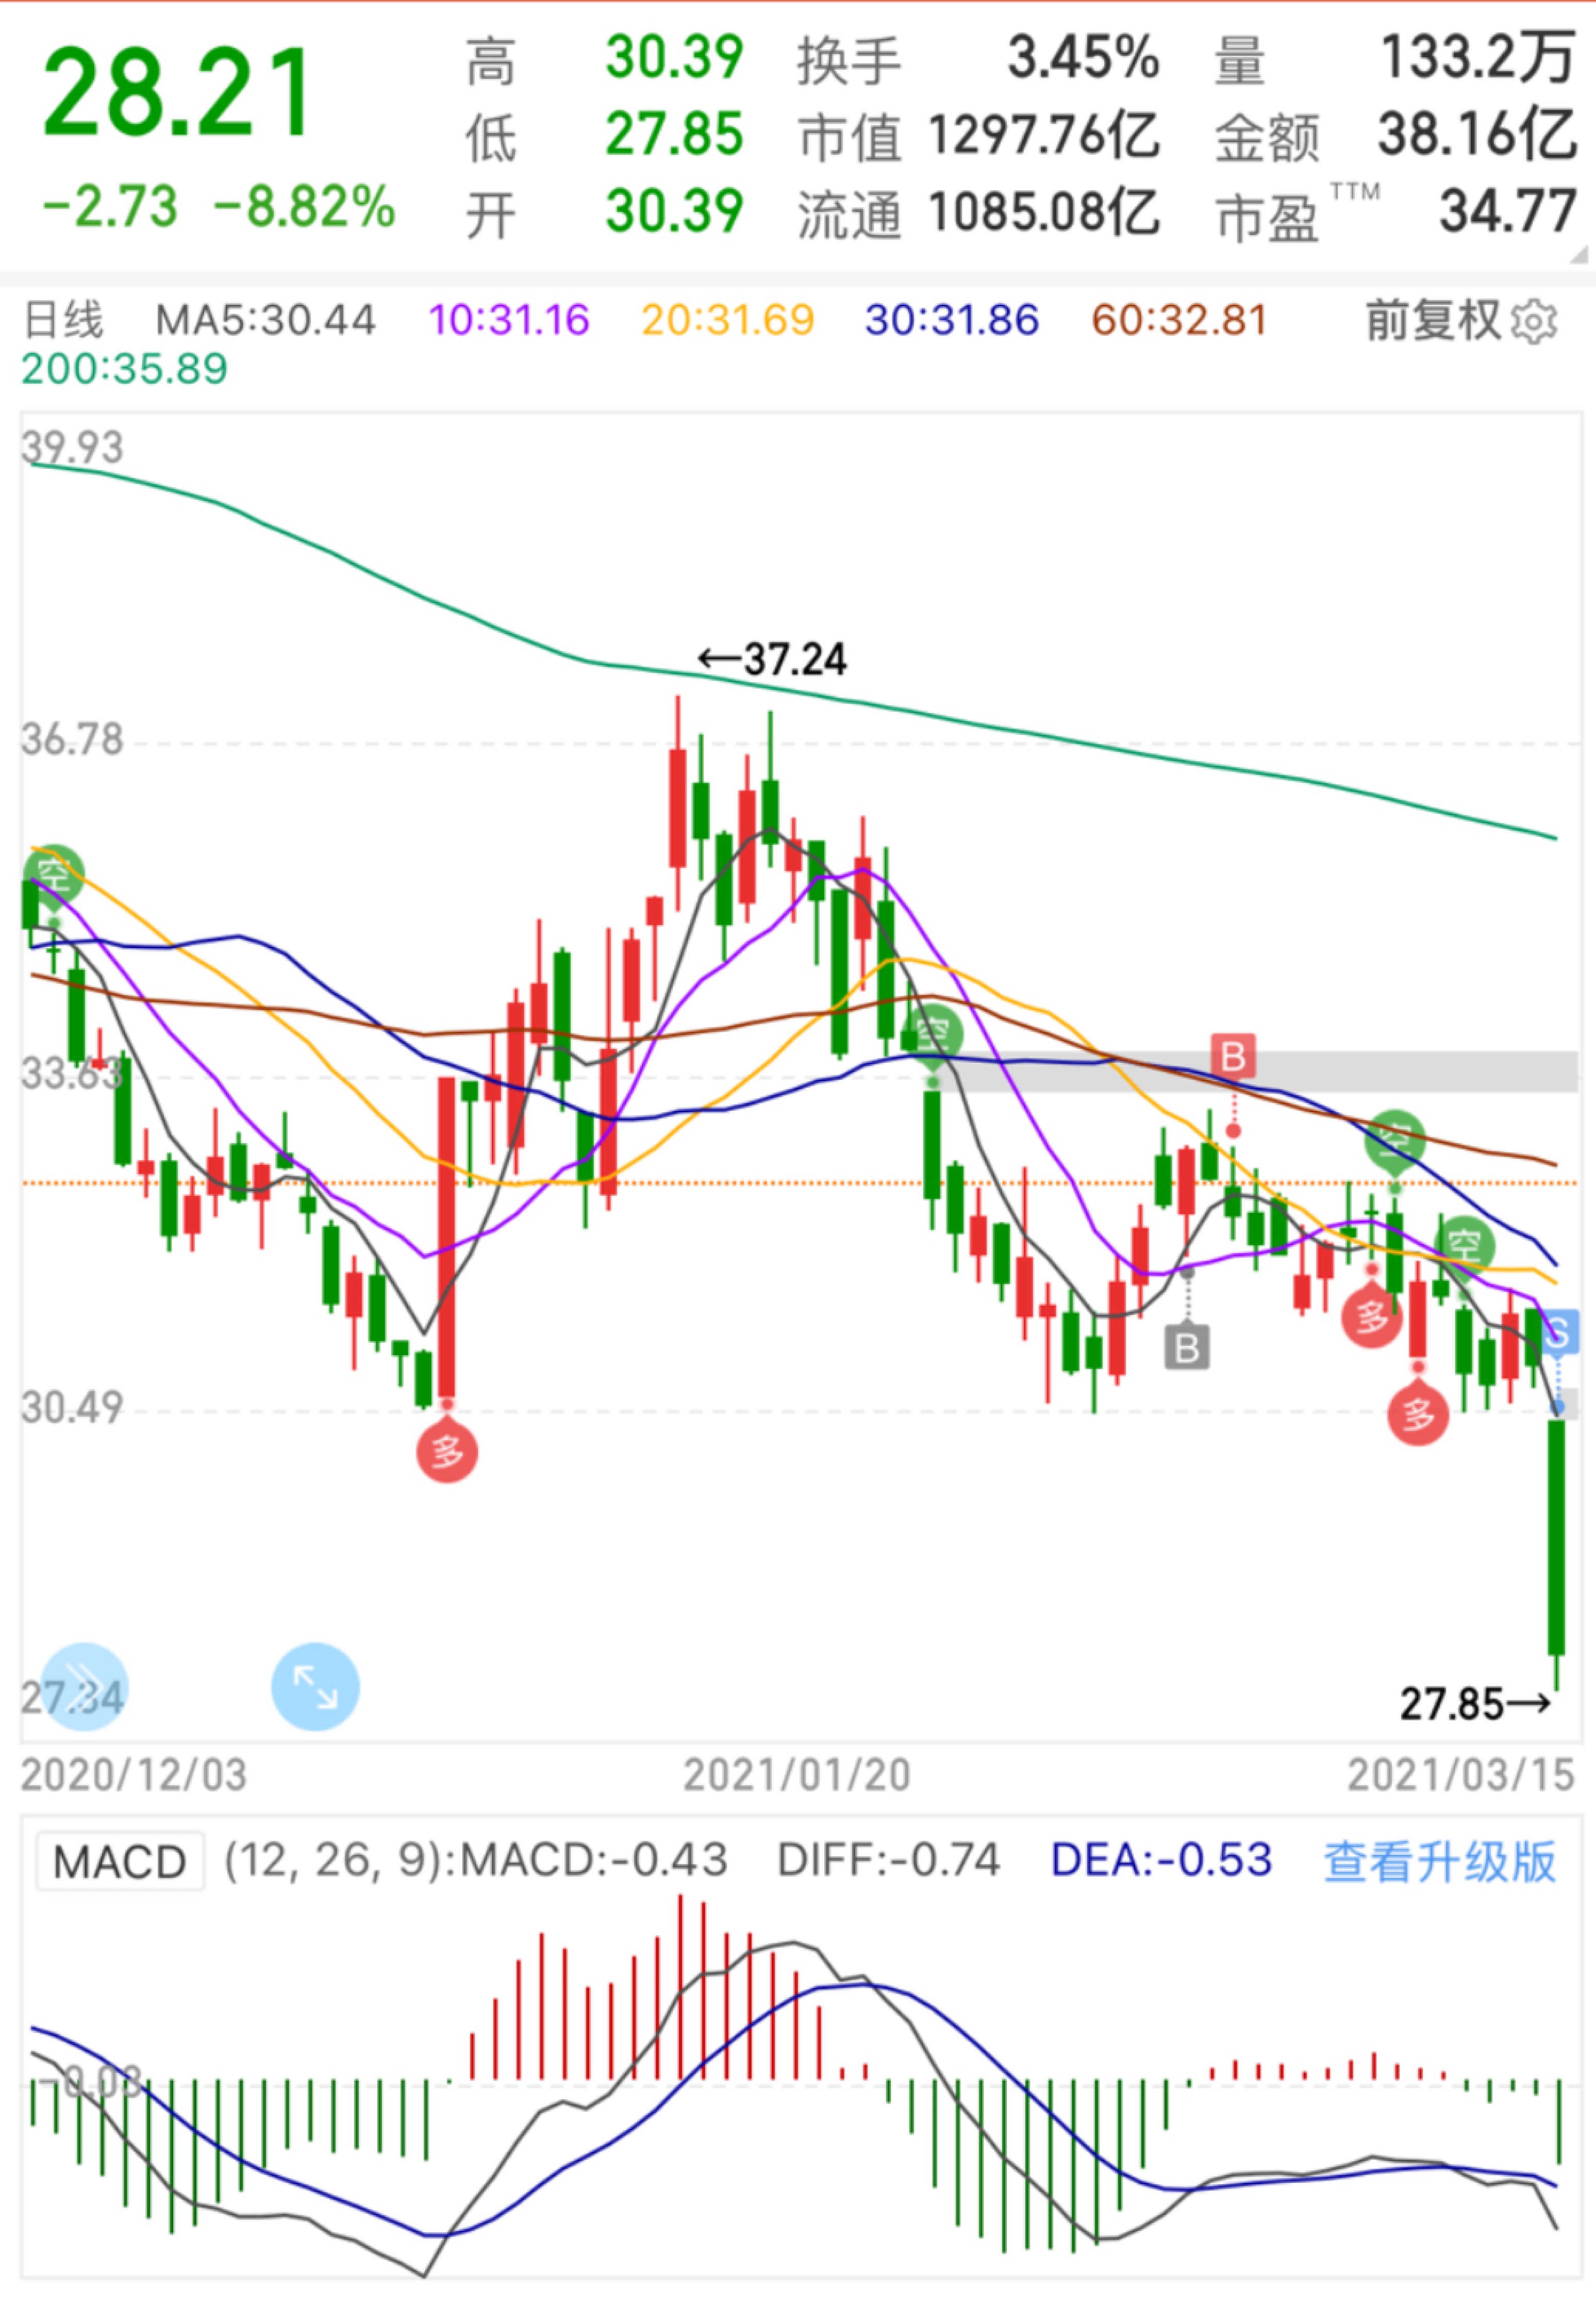 28.21 高 30.39 换手 3.45% 量 133.2万
低 27.85 市值 1297.76亿 金额 38.16亿
-2.73 -8.82% 开 30.39 流通 1085.08亿 市盈TTM 34.77
日线 MA5:30.44 10:31.16 20:31.69 30:31.86 60:32.81 前复权
200:35.89
39.93
←37.24
36.78
空
空
B
33.63
空
空
多
S
B
30.49
多
多
27.34
27.85→
2020/12/03 2021/01/20 2021/03/15
MACD (12, 26, 9):MACD:-0.43 DIFF:-0.74 DEA:-0.53 查看升级版
-0.03